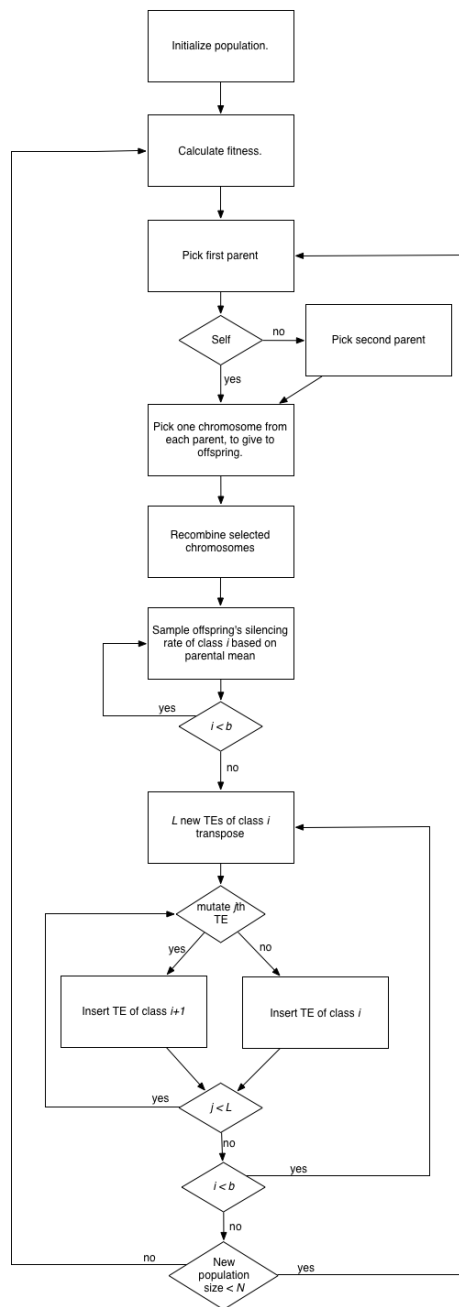 Initialize population.
Calculate fitness.
Pick first parent
Self
no
Pick second parent
yes
Pick one chromosome from
each parent, to give to
offspring.
Recombine selected
chromosomes
Sample offspring's silencing
rate of class i based on
parental mean
yes
i < b
no
L new TEs of class i
transpose
mutate jth
TE
yes
no
Insert TE of class i+1
Insert TE of class i
yes
j < L
no
i < b
yes
no
no
New
population
size < N
yes